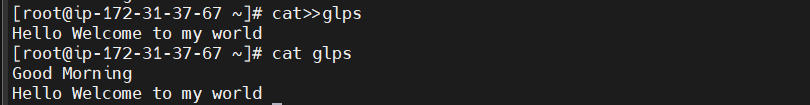 [root@ip-172-31-37-67 ~]# cat>>glps
Hello Welcome to my world
[root@ip-172-31-37-67 ~]# cat glps
Good Morning
Hello Welcome to my world